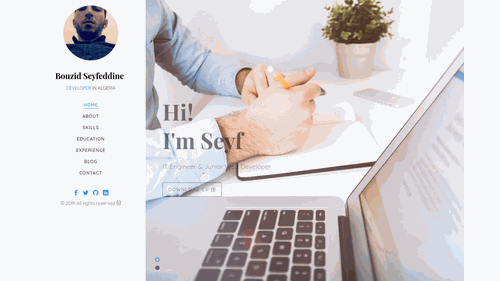 Bouzid Seyfeddine
DEVELOPER IN ALGERIA
HOME
ABOUT
SKILLS
EDUCATION
EXPERIENCE
BLOG
CONTACT
© 2019 All rights reserved
Hi!
I'm Seyf
IT Engineer & Junior Web Developer
DOWNLOAD CV